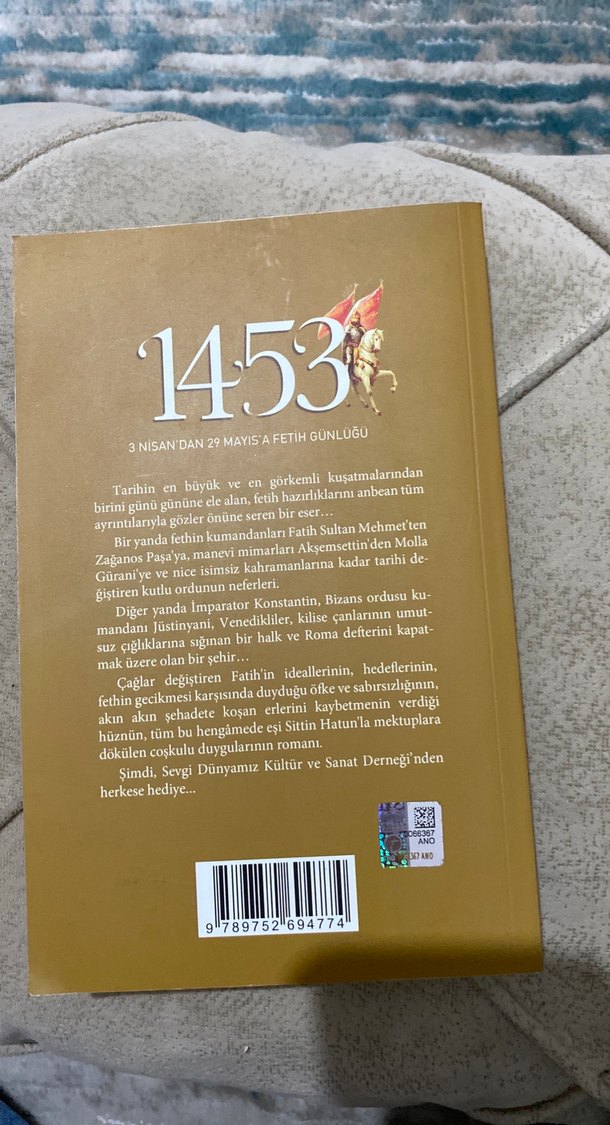 1453
3 NİSAN'DAN 29 MAYIS'A FETİH GÜNLÜĞÜ
Tarihin en büyük ve en görkemli kuşatmalarından
birini günü gününe ele alan, fetih hazırlıklarını anbean tüm
ayrıntılarıyla gözler önüne seren bir eser…
Bir yanda fethin kumandanları Fatih Sultan Mehmet'ten
Zağanos Paşa'ya, manevi mimarları Akşemsettin'den Molla
Gürani'ye ve nice isimsiz kahramanlarına kadar tarihi de-
ğiştiren kutlu ordunun neferleri.
Diğer yanda İmparator Konstantin, Bizans ordusu ku-
mandanı Jüstinyani, Venedikliler, kilise çanlarının umut-
suz çığlıklarına sığınan bir halk ve Roma defterini kapat-
mak üzere olan bir şehir…
Çağlar değiştiren Fatih'in ideallerinin, hedeflerinin,
fethin gecikmesi karşısında duyduğu öfke ve sabırsızlığının,
akın akın şehadete koşan erlerini kaybetmenin verdiği
hüznün, tüm bu hengâmede eşi Sittin Hatun'la mektuplara
dökülen coşkulu duygularının romanı.
Şimdi, Sevgi Dünyamız Kültür ve Sanat Derneği'nden
herkese hediye...
066367
ANO
367 ANO
9 789752 694774